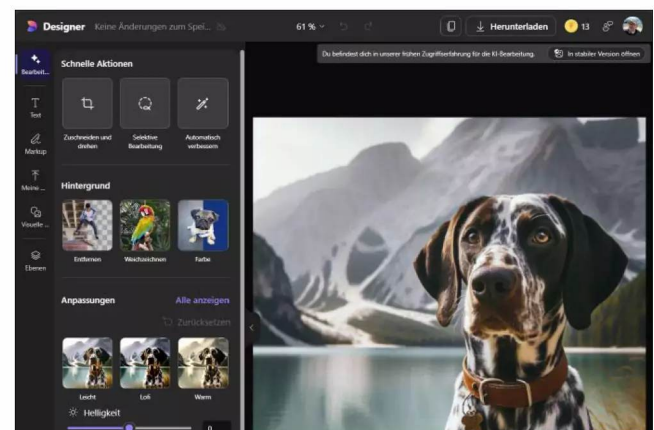 Designer Keine Änderungen zum Spei... 61 % Herunterladen 13
Du befindest dich in unserer frühen Zugriffserfahrung für die KI-Bearbeitung. In stabiler Version öffnen
Bearbeit...
Text
Markup
Meine ...
Visuelle ...
Ebenen
Schnelle Aktionen
Zuschneiden und drehen
Selektive Bearbeitung
Automatisch verbessern
Hintergrund
Entfernen Weichzeichnen Farbe
Anpassungen Alle anzeigen
Zurücksetzen
Leicht Lofi Warm
Helligkeit
0